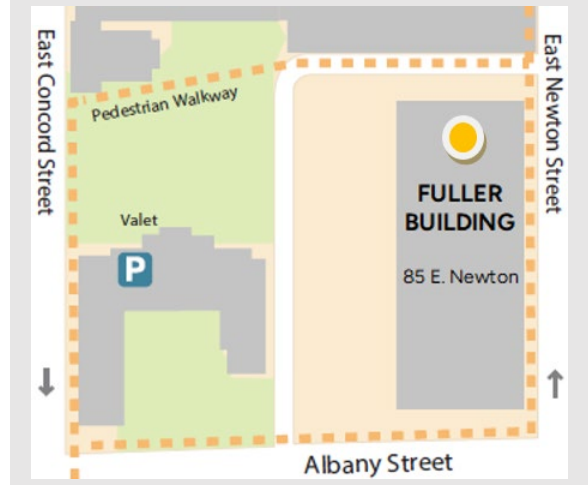 East Concord Street
East Newton Street
Pedestrian Walkway
FULLER
BUILDING
Valet
P
85 E. Newton
Albany Street